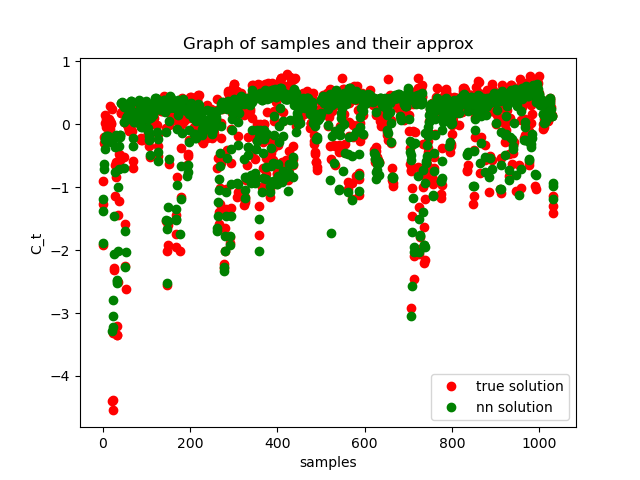 Graph of samples and their approx
1
0
−1
−2
−3
−4
C_t
0
200
400
600
800
1000
samples
true solution
nn solution